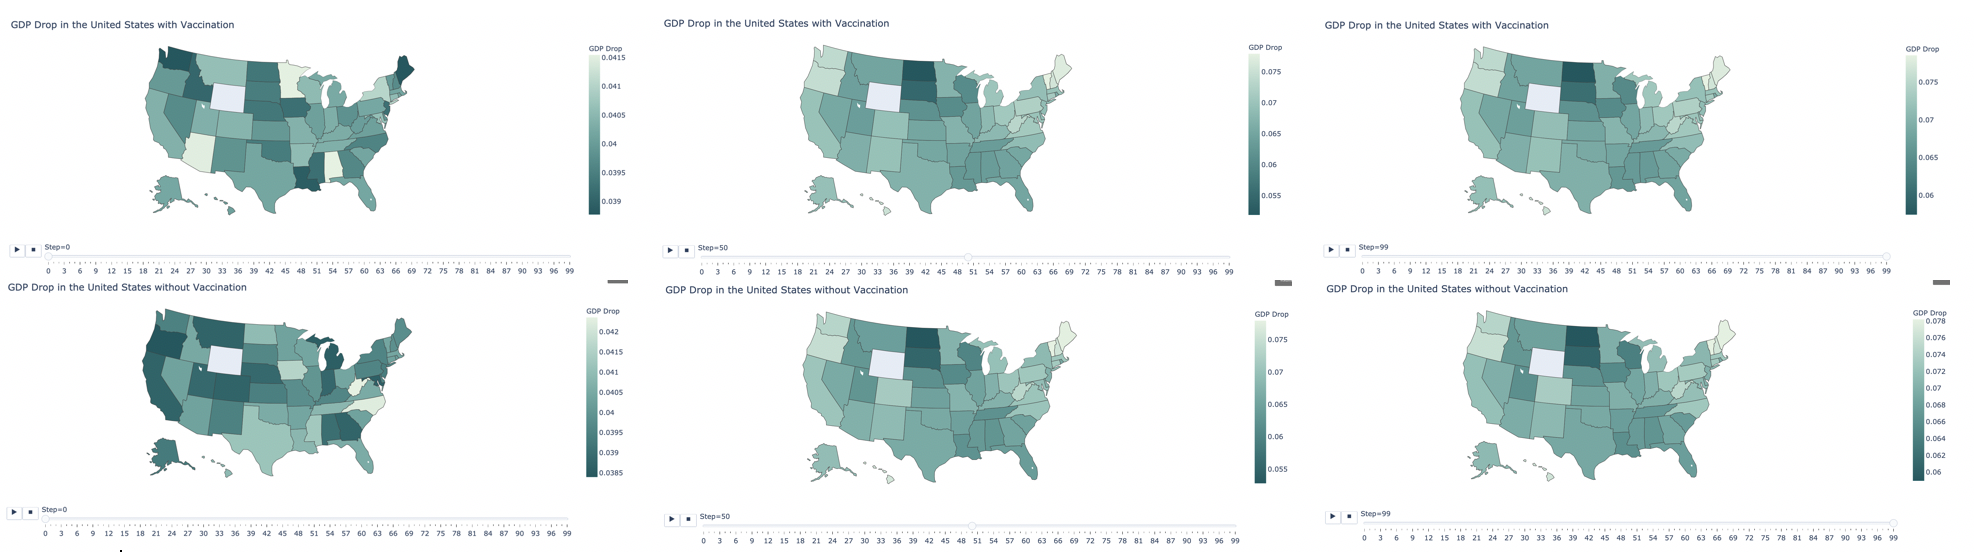 GDP Drop in the United States with Vaccination
GDP Drop
0.0415
0.041
0.0405
0.04
0.0395
0.039
Step=0
0 3 6 9 12 15 18 21 24 27 30 33 36 39 42 45 48 51 54 57 60 63 66 69 72 75 78 81 84 87 90 93 96 99
GDP Drop in the United States with Vaccination
GDP Drop
0.075
0.07
0.065
0.06
0.055
Step=50
0 3 6 9 12 15 18 21 24 27 30 33 36 39 42 45 48 51 54 57 60 63 66 69 72 75 78 81 84 87 90 93 96 99
GDP Drop in the United States with Vaccination
GDP Drop
0.075
0.07
0.065
0.06
Step=99
0 3 6 9 12 15 18 21 24 27 30 33 36 39 42 45 48 51 54 57 60 63 66 69 72 75 78 81 84 87 90 93 96 99
GDP Drop in the United States without Vaccination
GDP Drop
0.042
0.0415
0.041
0.0405
0.04
0.0395
0.039
0.0385
Step=0
0 3 6 9 12 15 18 21 24 27 30 33 36 39 42 45 48 51 54 57 60 63 66 69 72 75 78 81 84 87 90 93 96 99
GDP Drop in the United States without Vaccination
GDP Drop
0.075
0.07
0.065
0.06
0.055
Step=50
0 3 6 9 12 15 18 21 24 27 30 33 36 39 42 45 48 51 54 57 60 63 66 69 72 75 78 81 84 87 90 93 96 99
GDP Drop in the United States without Vaccination
GDP Drop
0.078
0.076
0.074
0.072
0.07
0.068
0.066
0.064
0.062
0.06
Step=99
0 3 6 9 12 15 18 21 24 27 30 33 36 39 42 45 48 51 54 57 60 63 66 69 72 75 78 81 84 87 90 93 96 99